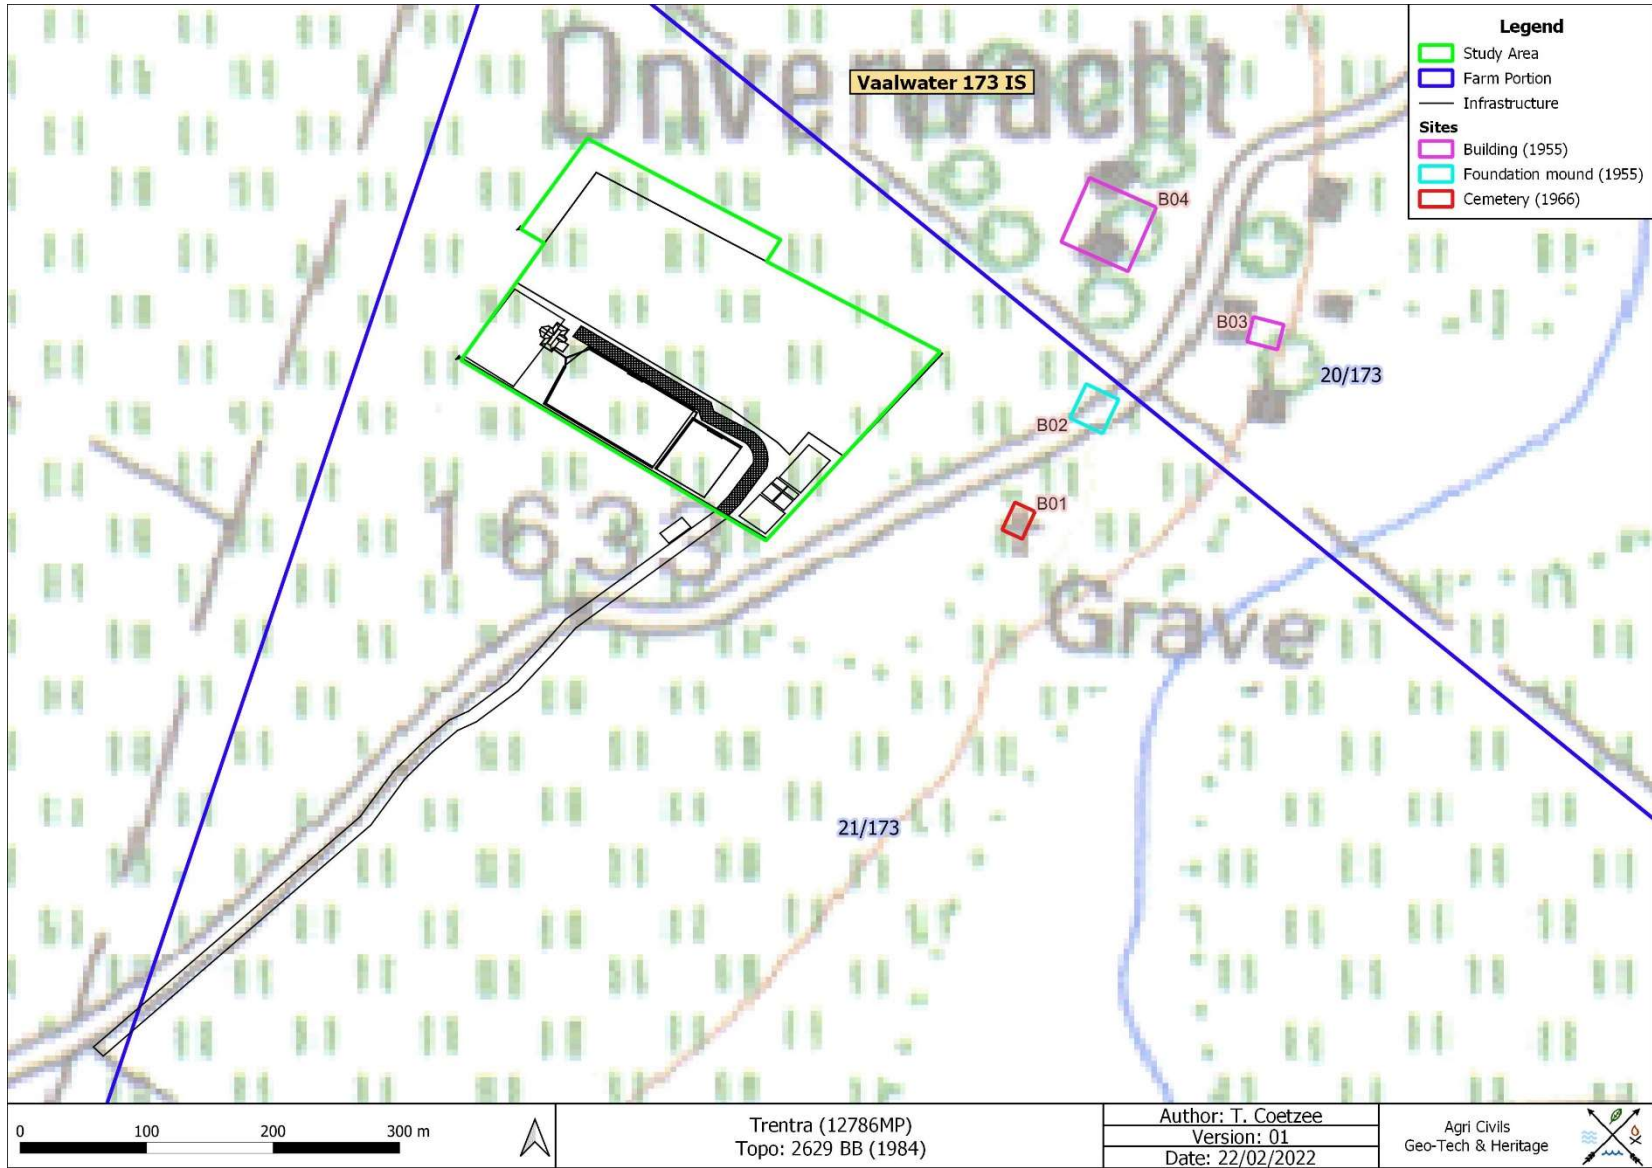 Onverwacht
Vaalwater 173 IS
Legend
Study Area
Farm Portion
Infrastructure
Sites
Building (1955)
Foundation mound (1955)
Cemetery (1966)
B04
B03
20/173
B02
B01
1633
Grave
21/173
0 100 200 300 m
Trentra (12786MP)
Topo: 2629 BB (1984)
Author: T. Coetzee
Version: 01
Date: 22/02/2022
Agri Civils
Geo-Tech & Heritage